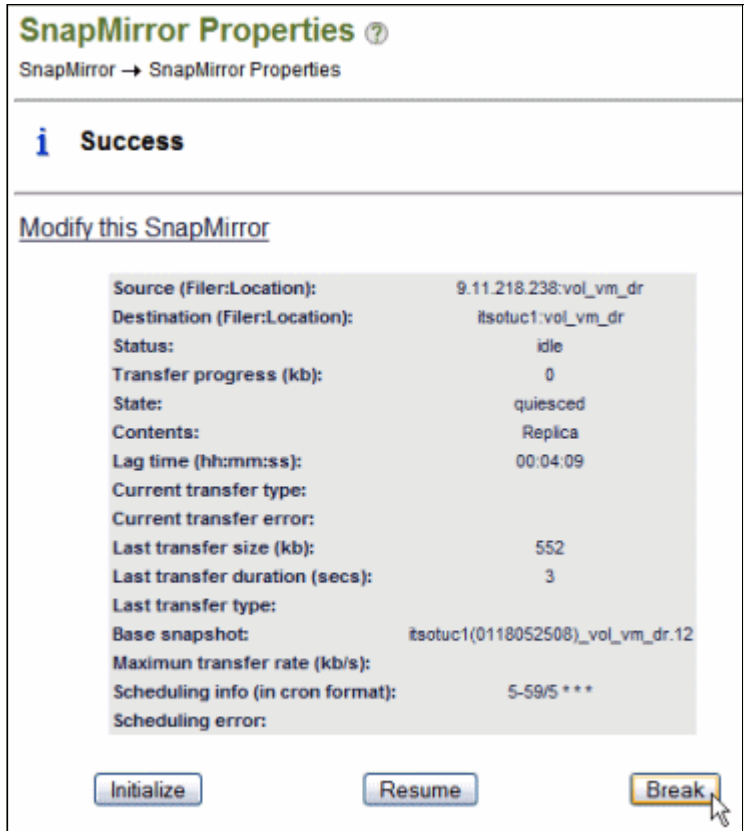 SnapMirror Properties ?
SnapMirror → SnapMirror Properties
i Success
Modify this SnapMirror
Source (Filer:Location): 9.11.218.238:vol_vm_dr
Destination (Filer:Location): itsotuc1:vol_vm_dr
Status: idle
Transfer progress (kb): 0
State: quiesced
Contents: Replica
Lag time (hh:mm:ss): 00:04:09
Current transfer type:
Current transfer error:
Last transfer size (kb): 552
Last transfer duration (secs): 3
Last transfer type:
Base snapshot: itsotuc1(0118052508)_vol_vm_dr.12
Maximun transfer rate (kb/s):
Scheduling info (in cron format): 5-59/5 * * *
Scheduling error:
Initialize Resume Break